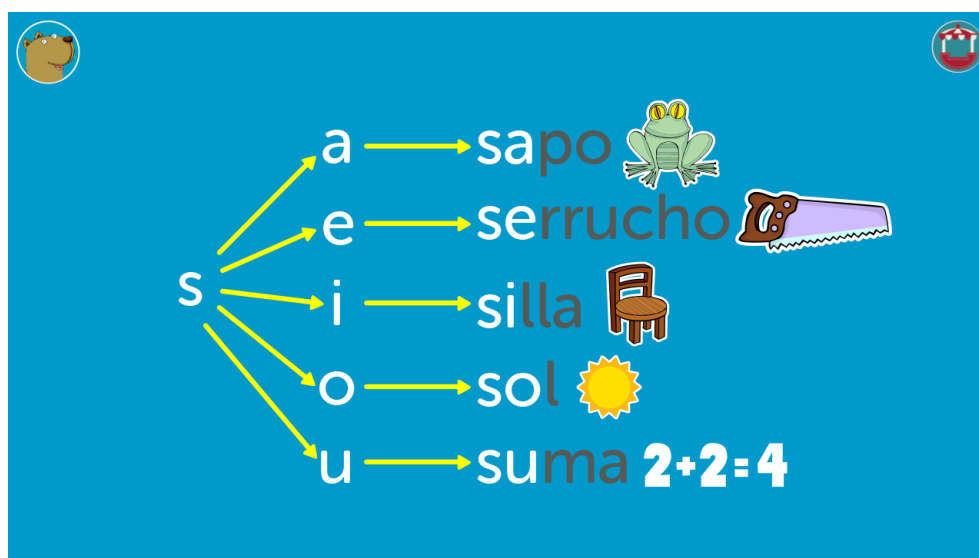 a sapo
e serrucho
s
i silla
o sol
u suma 2+2=4